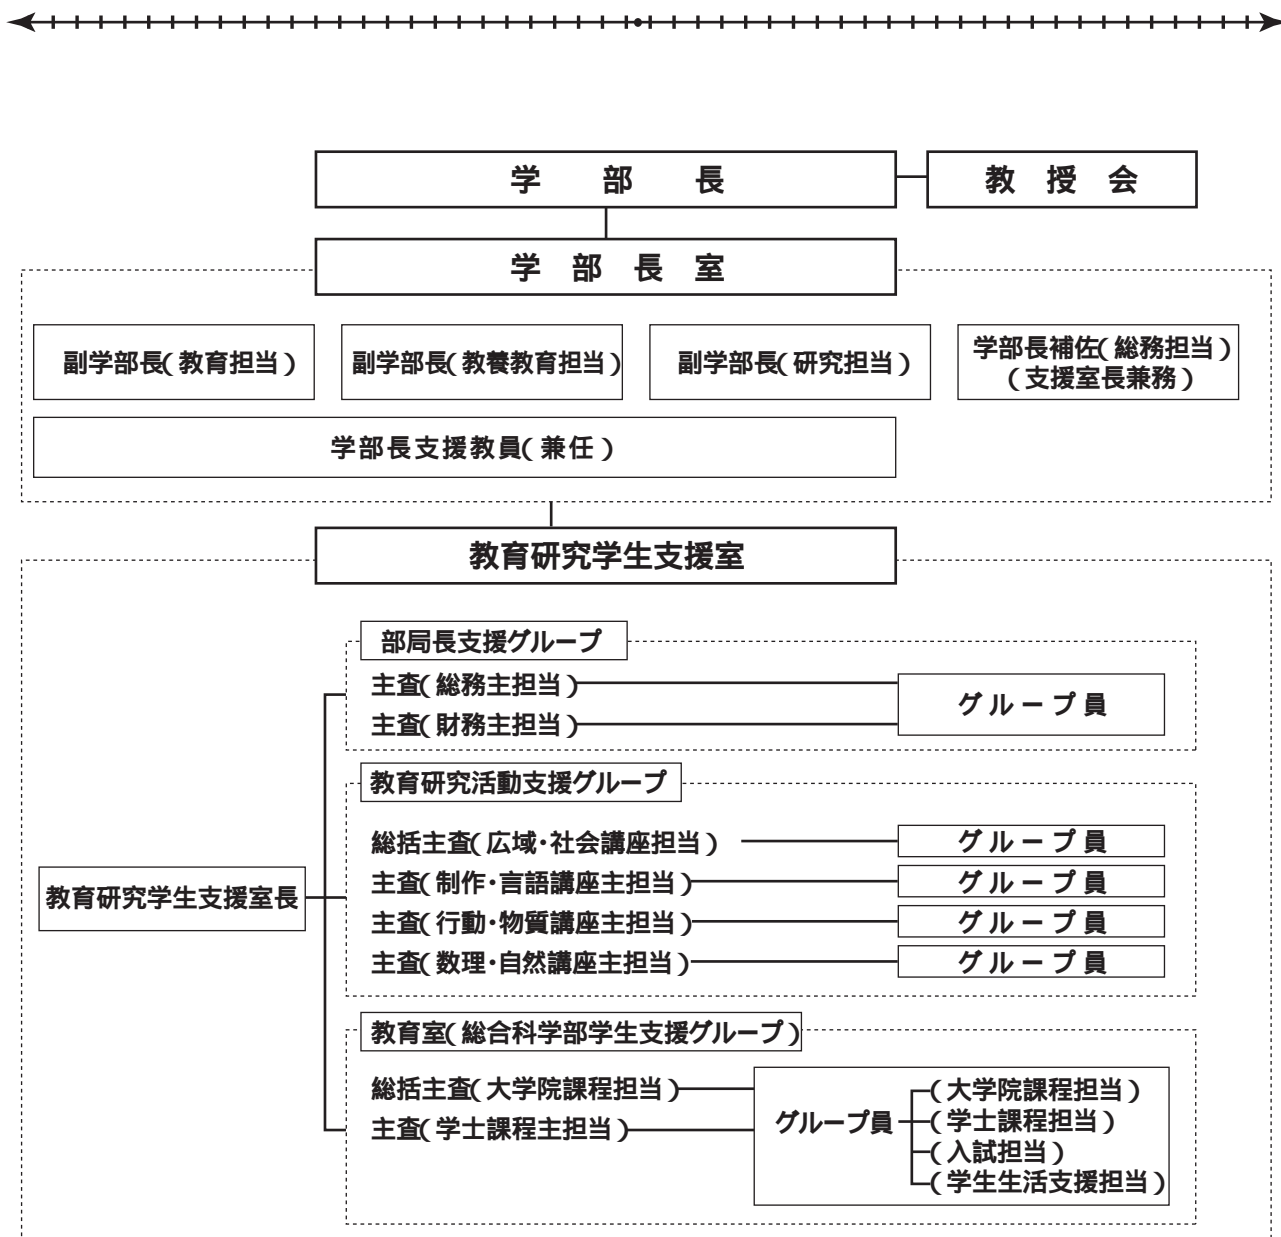 学部長
教授会
学部長室
副学部長（教育担当）
副学部長（教養教育担当）
副学部長（研究担当）
学部長補佐（総務担当）
（支援室長兼務）
学部長支援教員（兼任）
教育研究学生支援室
部局長支援グループ
主査（総務主担当）
主査（財務主担当）
グループ員
教育研究活動支援グループ
総括主査（広域・社会講座担当）
グループ員
主査（制作・言語講座主担当）
グループ員
教育研究学生支援室長
主査（行動・物質講座主担当）
グループ員
主査（数理・自然講座主担当）
グループ員
教育室（総合科学部学生支援グループ）
総括主査（大学院課程担当）
主査（学士課程主担当）
グループ員
（大学院課程担当）
（学士課程担当）
（入試担当）
（学生生活支援担当）